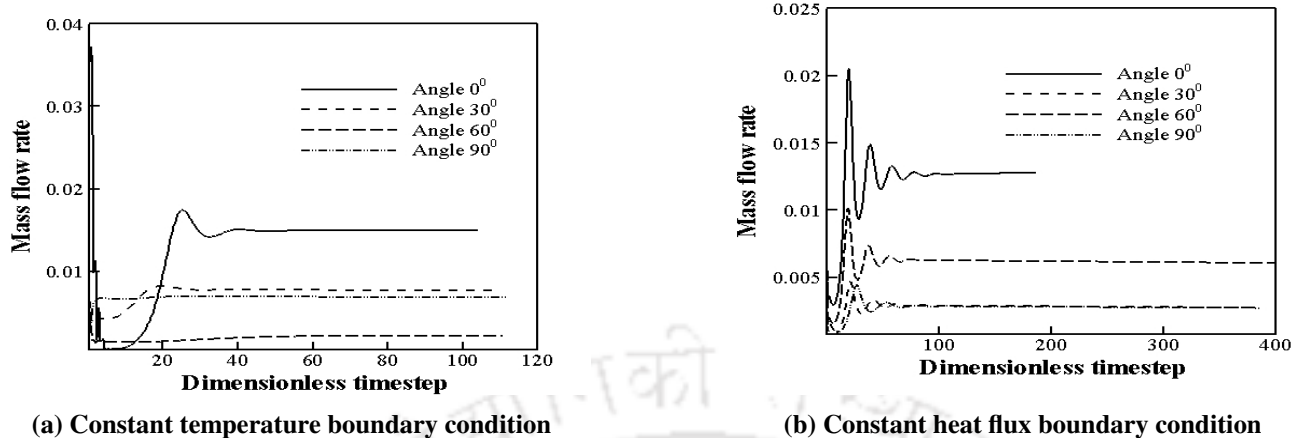 0.04
0.03
0.02
0.01
Mass flow rate
Angle 0⁰
Angle 30⁰
Angle 60⁰
Angle 90⁰
20 40 60 80 100 120
Dimensionless timestep
(a) Constant temperature boundary condition
0.025
0.02
0.015
0.01
0.005
Mass flow rate
Angle 0⁰
Angle 30⁰
Angle 60⁰
Angle 90⁰
100 200 300 400
Dimensionless timestep
(b) Constant heat flux boundary condition